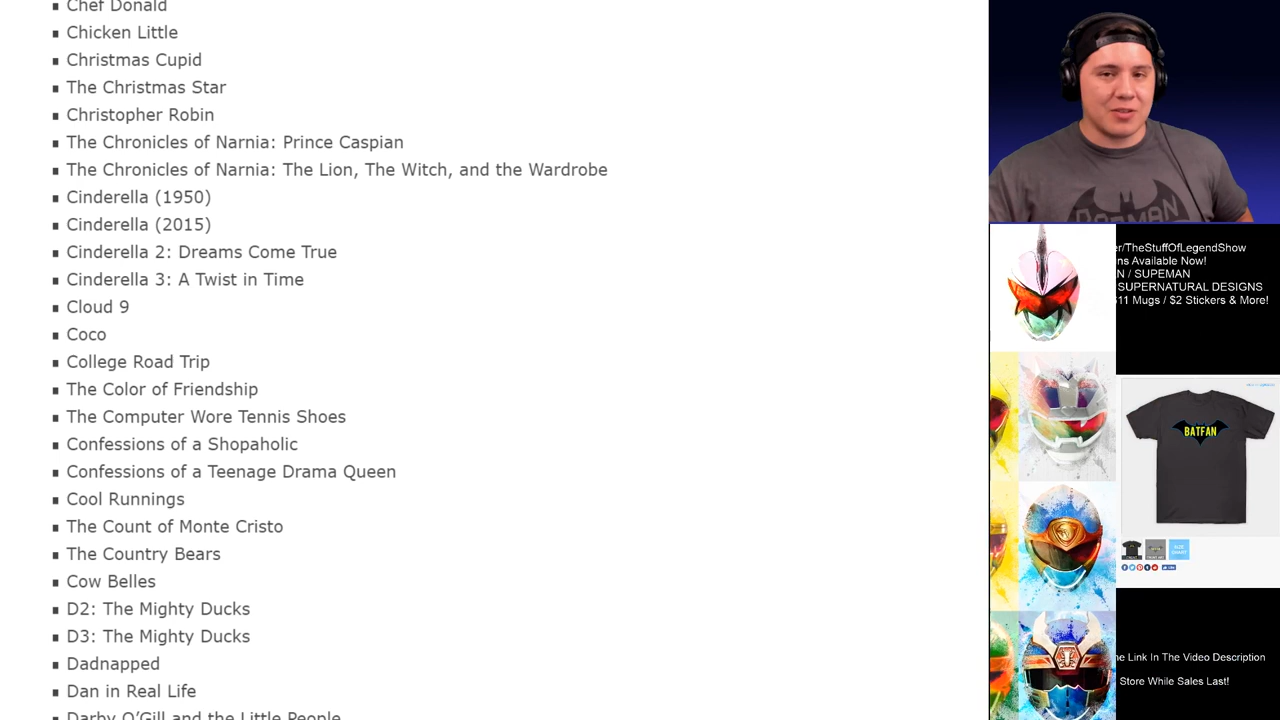 Chef Donald
Chicken Little
Christmas Cupid
The Christmas Star
Christopher Robin
The Chronicles of Narnia: Prince Caspian
The Chronicles of Narnia: The Lion, The Witch, and the Wardrobe
Cinderella (1950)
Cinderella (2015)
Cinderella 2: Dreams Come True
Cinderella 3: A Twist in Time
Cloud 9
Coco
College Road Trip
The Color of Friendship
The Computer Wore Tennis Shoes
Confessions of a Shopaholic
Confessions of a Teenage Drama Queen
Cool Runnings
The Count of Monte Cristo
The Country Bears
Cow Belles
D2: The Mighty Ducks
D3: The Mighty Ducks
Dadnapped
Dan in Real Life
Darby O’Gill and the Little People
BATMAN
er/TheStuffOfLegendShow
ns Available Now!
N / SUPEMAN
SUPERNATURAL DESIGNS
$11 Mugs / $2 Stickers & More!
BATFAN
SIZE
CHART
ne Link In The Video Description
Store While Sales Last!